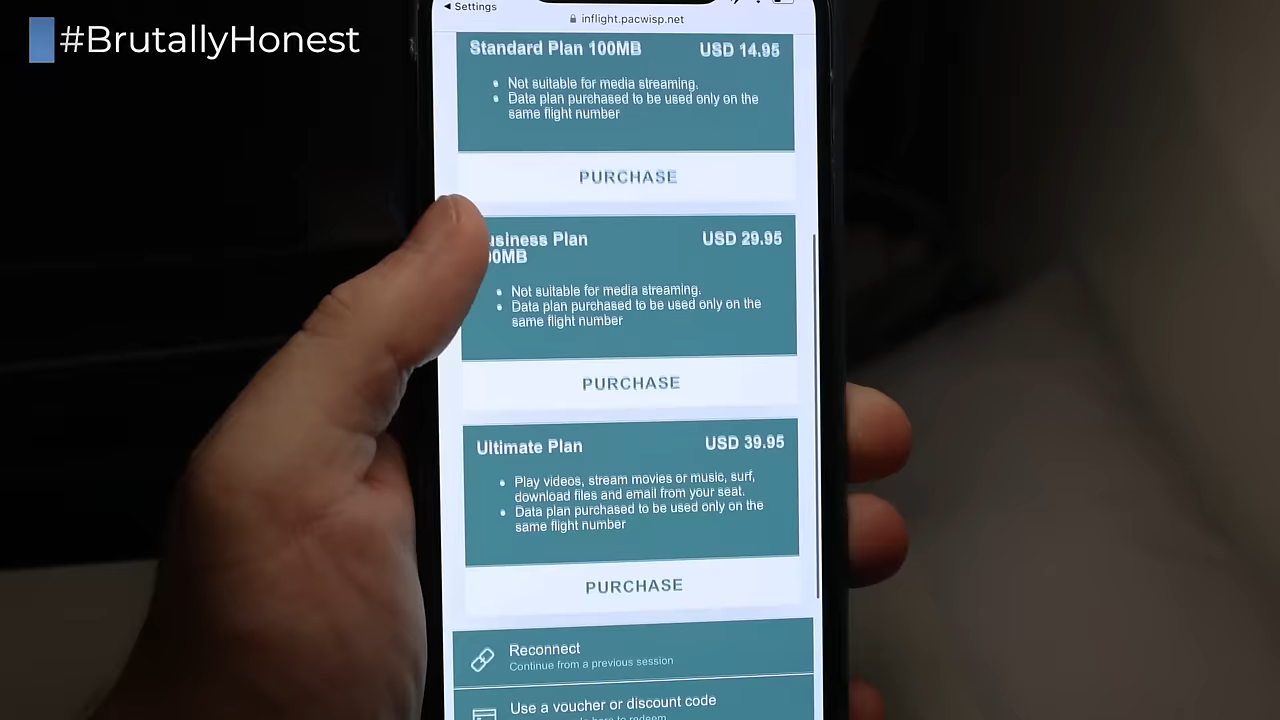 #BrutallyHonest
Settings
inflight.pacwisp.net
Standard Plan 100MB
USD 14.95
Not suitable for media streaming.
Data plan purchased to be used only on the
same flight number
PURCHASE
Plan
USD 29.95
Not suitable for media streaming.
Data plan purchased to be used only on the
same flight number
PURCHASE
Ultimate Plan
USD 39.95
Play videos, stream movies or music, surf,
download files and email from your seat.
Data plan purchased to be used only on the
same flight number
PURCHASE
Reconnect
Continue from a previous session
Use a voucher or discount code
here to redeem